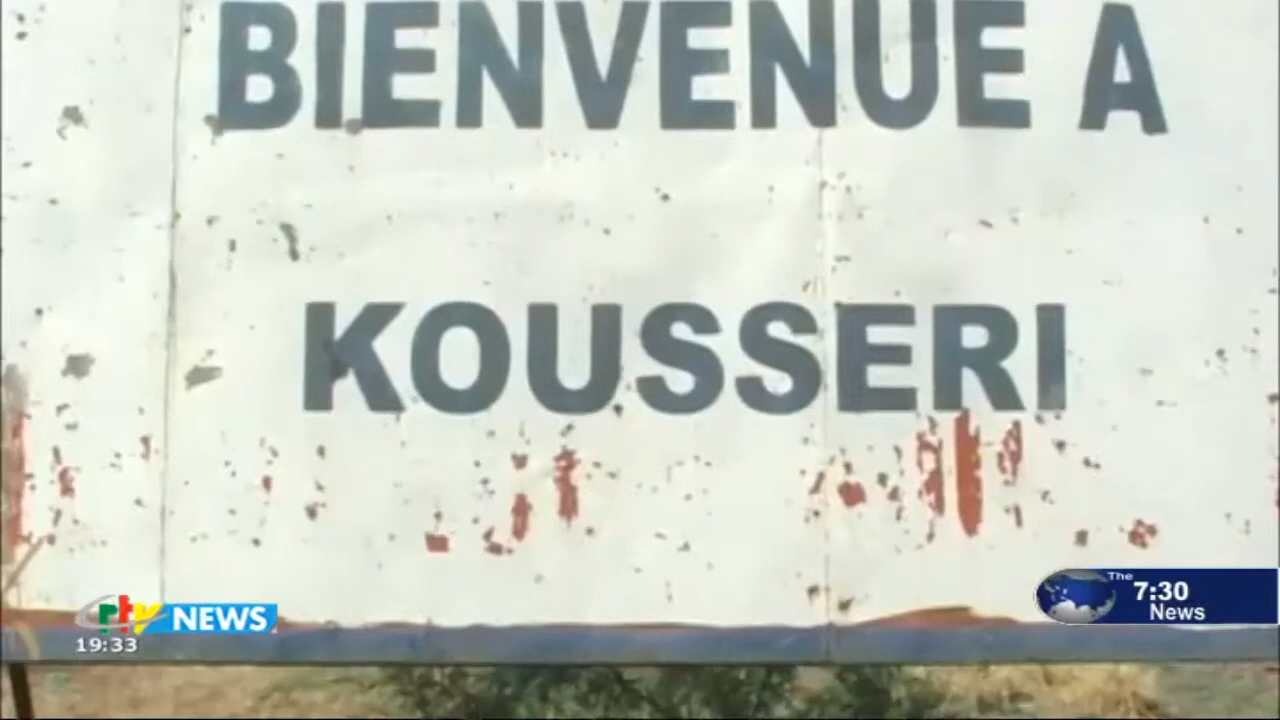 BIENVENUE A
KOUSSERI
crtv NEWS
19:33
The
7:30
News